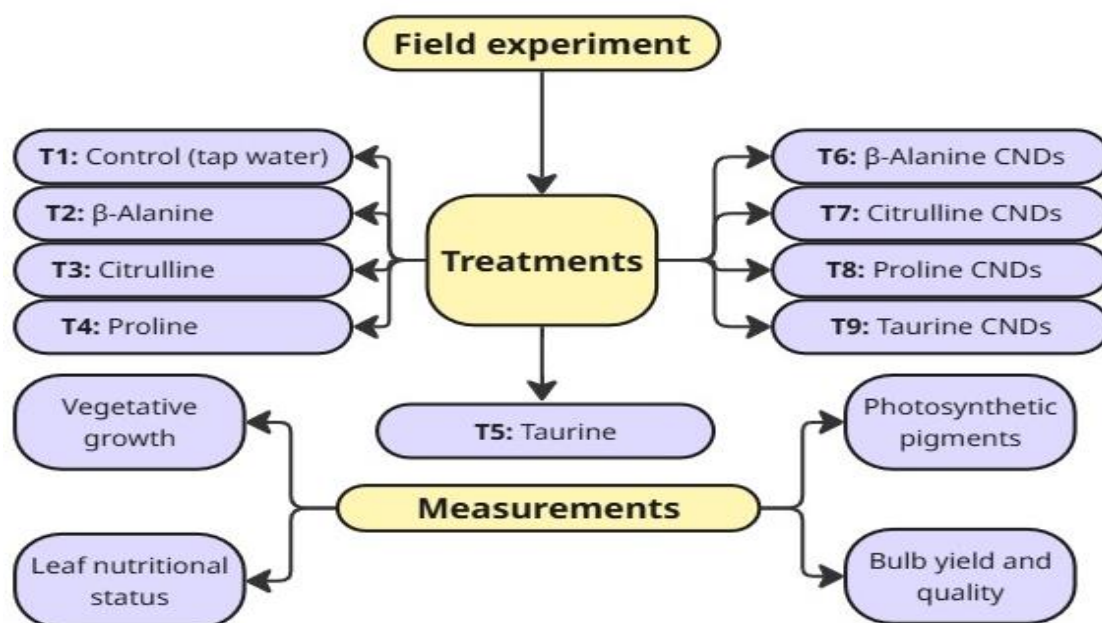 Field experiment
T1: Control (tap water)
T2: β-Alanine
T3: Citrulline
T4: Proline
Treatments
T6: β-Alanine CNDs
T7: Citrulline CNDs
T8: Proline CNDs
T9: Taurine CNDs
T5: Taurine
Vegetative
growth
Photosynthetic
pigments
Measurements
Leaf nutritional
status
Bulb yield and
quality